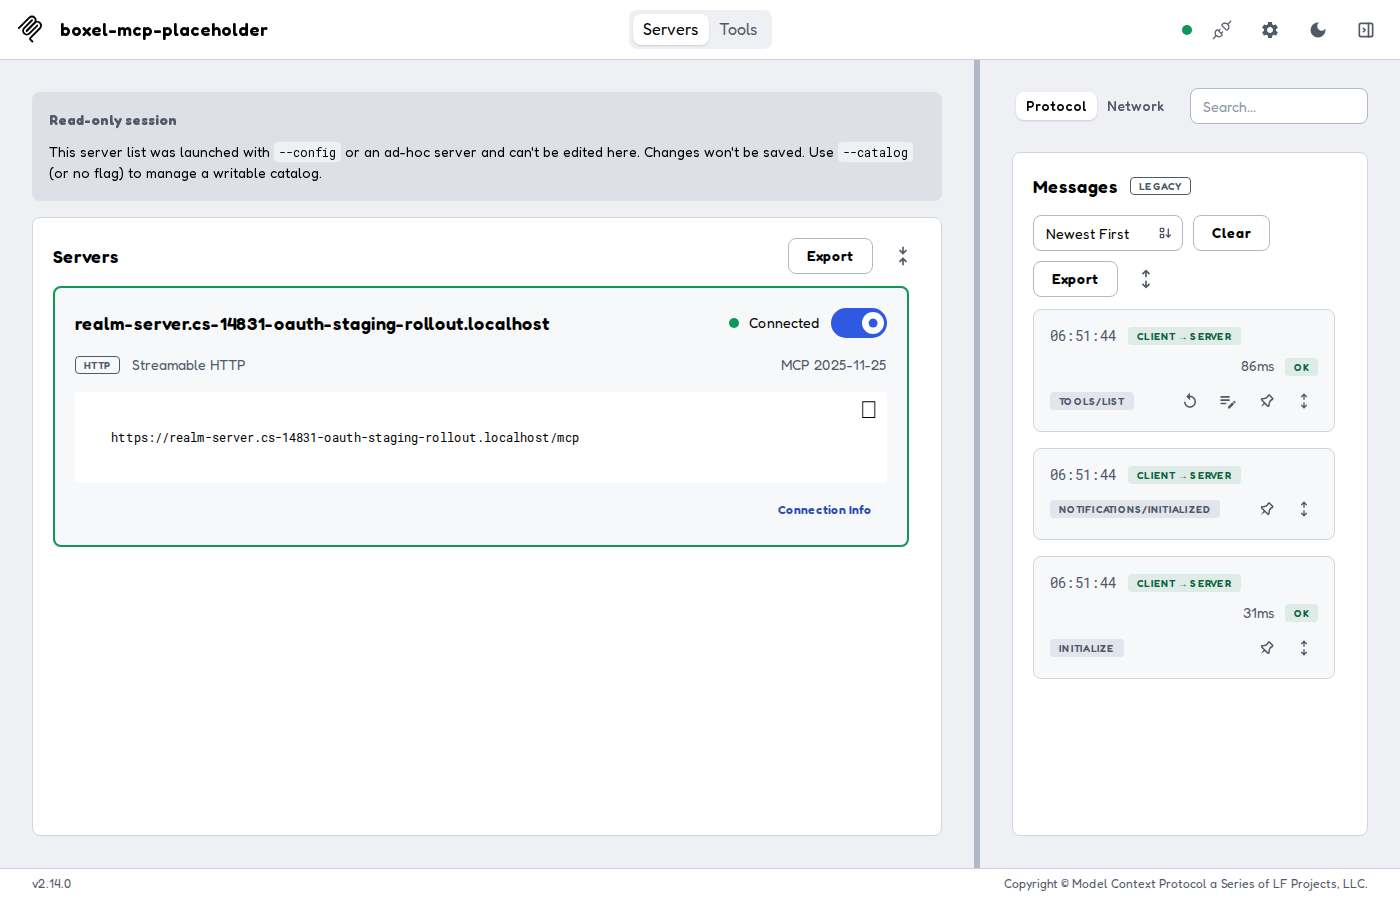 boxel-mcp-placeholder
Servers Tools
Read-only session
This server list was launched with --config or an ad-hoc server and can't be edited here. Changes won't be saved. Use --catalog
(or no flag) to manage a writable catalog.
Servers
Export
realm-server.cs-14831-oauth-staging-rollout.localhost
Connected
HTTP Streamable HTTP
MCP 2025-11-25
https://realm-server.cs-14831-oauth-staging-rollout.localhost/mcp
Connection Info
Protocol Network
Search...
Messages LEGACY
Newest First
Clear
Export
06:51:44 CLIENT → SERVER
86ms OK
TOOLS/LIST
06:51:44 CLIENT → SERVER
NOTIFICATIONS/INITIALIZED
06:51:44 CLIENT → SERVER
31ms OK
INITIALIZE
v2.14.0
Copyright © Model Context Protocol a Series of LF Projects, LLC.